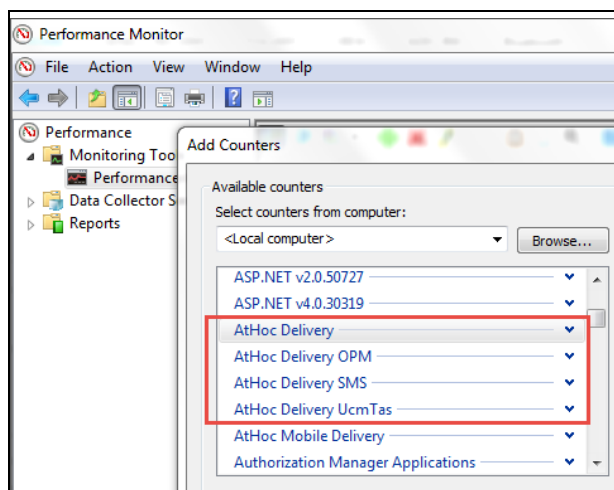 Performance Monitor
File Action View Window Help
Performance
Monitoring Too
Performance
Data Collector S
Reports
Add Counters
Available counters
Select counters from computer:
<Local computer>
Browse...
ASP.NET v2.0.50727
ASP.NET v4.0.30319
AtHoc Delivery
AtHoc Delivery OPM
AtHoc Delivery SMS
AtHoc Delivery UcmTas
AtHoc Mobile Delivery
Authorization Manager Applications